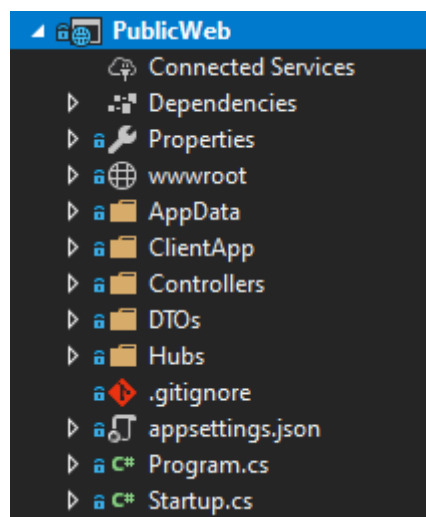 PublicWeb
Connected Services
Dependencies
Properties
wwwroot
AppData
ClientApp
Controllers
DTOs
Hubs
.gitignore
appsettings.json
C# Program.cs
C# Startup.cs